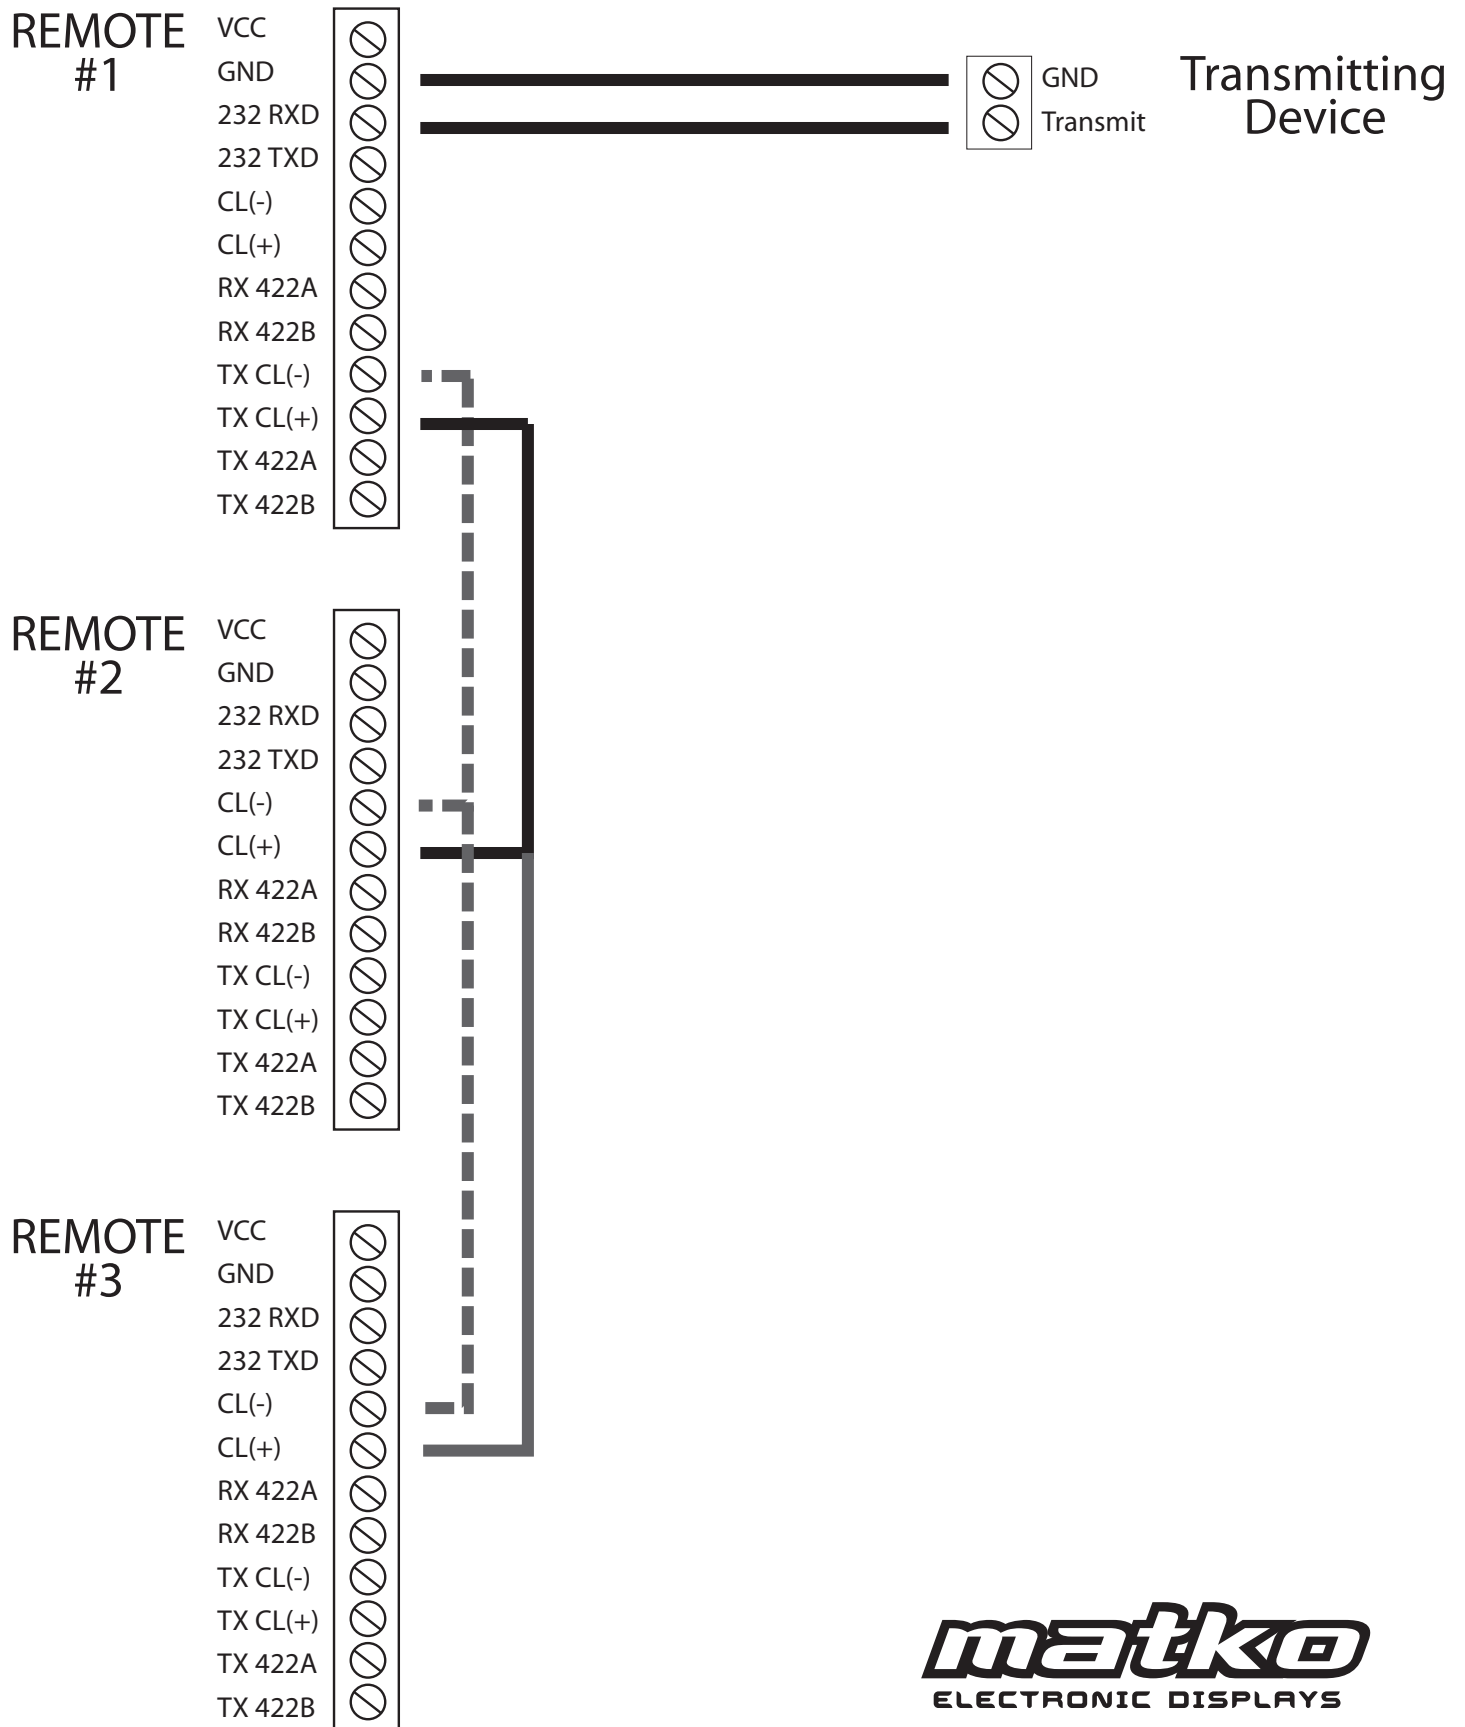 REMOTE
#1
VCC
GND
232 RXD
232 TXD
CL(-)
CL(+)
RX 422A
RX 422B
TX CL(-)
TX CL(+)
TX 422A
TX 422B
GND
Transmit
Transmitting
Device
REMOTE
#2
VCC
GND
232 RXD
232 TXD
CL(-)
CL(+)
RX 422A
RX 422B
TX CL(-)
TX CL(+)
TX 422A
TX 422B
REMOTE
#3
VCC
GND
232 RXD
232 TXD
CL(-)
CL(+)
RX 422A
RX 422B
TX CL(-)
TX CL(+)
TX 422A
TX 422B
matko
ELECTRONIC DISPLAYS